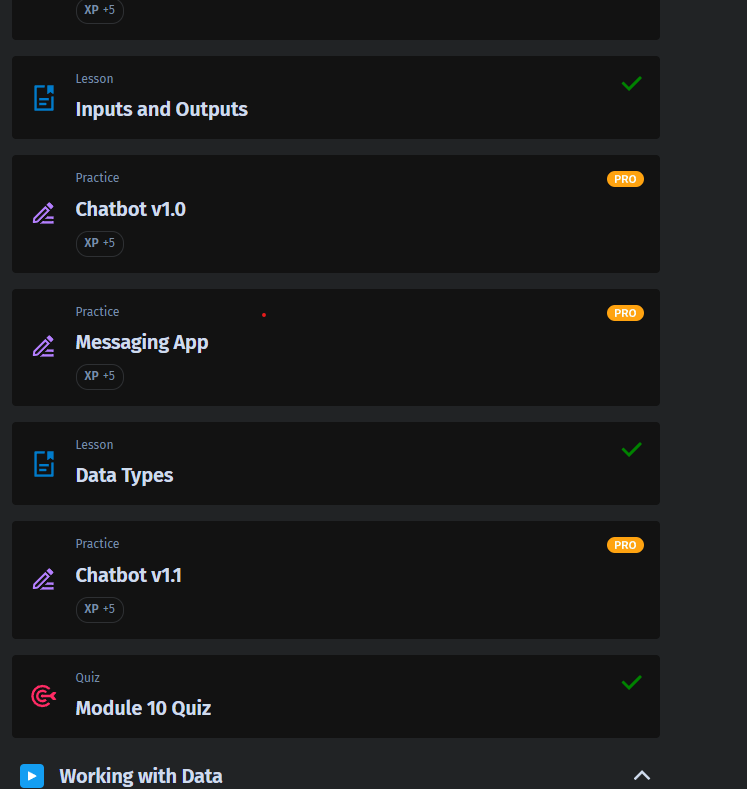 XP +5
Lesson
Inputs and Outputs
Practice
PRO
Chatbot v1.0
XP +5
Practice
PRO
Messaging App
XP +5
Lesson
Data Types
Practice
PRO
Chatbot v1.1
XP +5
Quiz
Module 10 Quiz
Working with Data